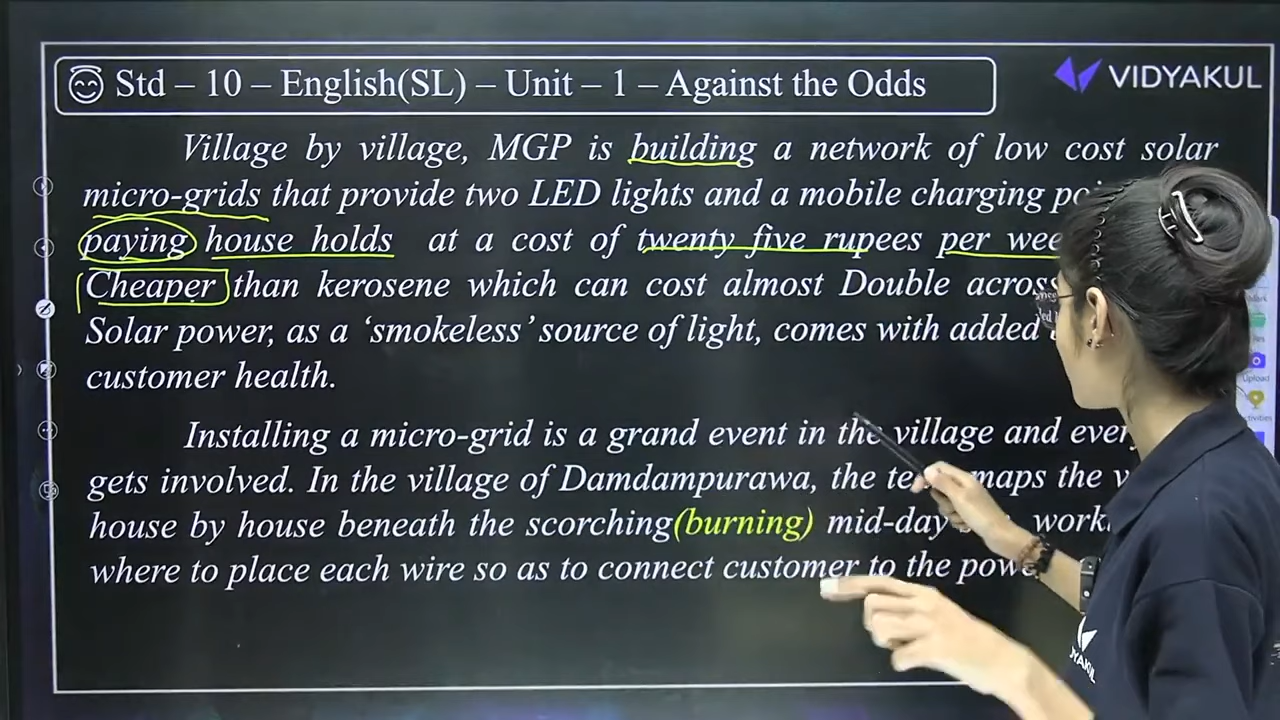 Std – 10 – English(SL) – Unit – 1 – Against the Odds
VIDYAKUL
Village by village, MGP is building a network of low cost solar
micro-grids that provide two LED lights and a mobile charging
paying house holds at a cost of twenty five rupees per
Cheaper than kerosene which can cost almost Double
Solar power, as a ‘smokeless’ source of light, comes with added
customer health.
Installing a micro-grid is a grand event in the village and
gets involved. In the village of Damdampurawa, the maps the
house by house beneath the scorching(burning) mid-day
where to place each wire so as to connect customer to the
Upload